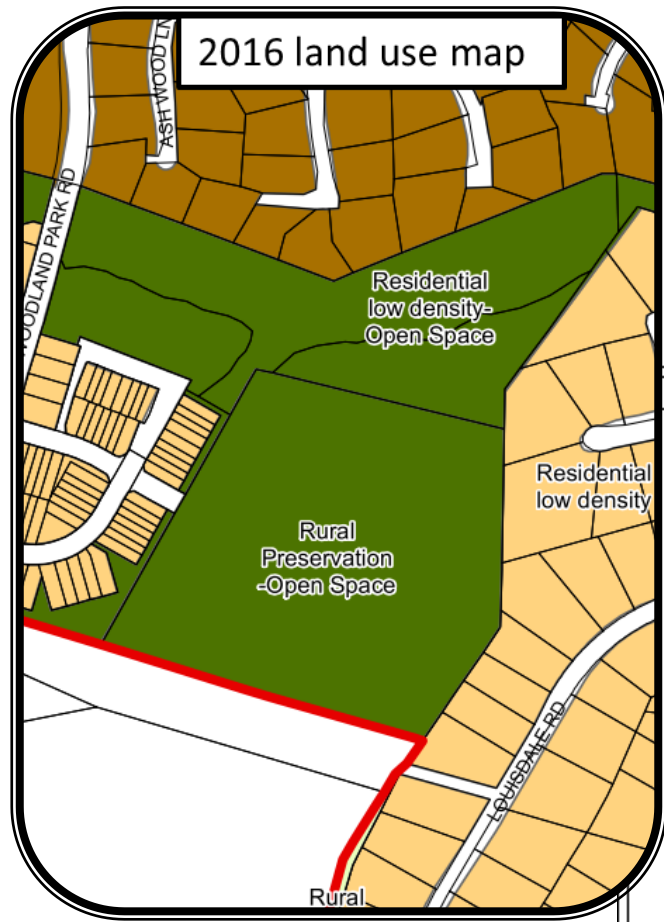 2016 land use map
ASH WOOD LN
WOODLAND PARK RD
Residential
low density-
Open Space
Residential
low density
Rural
Preservation
-Open Space
LOUISDALE RD
Rural